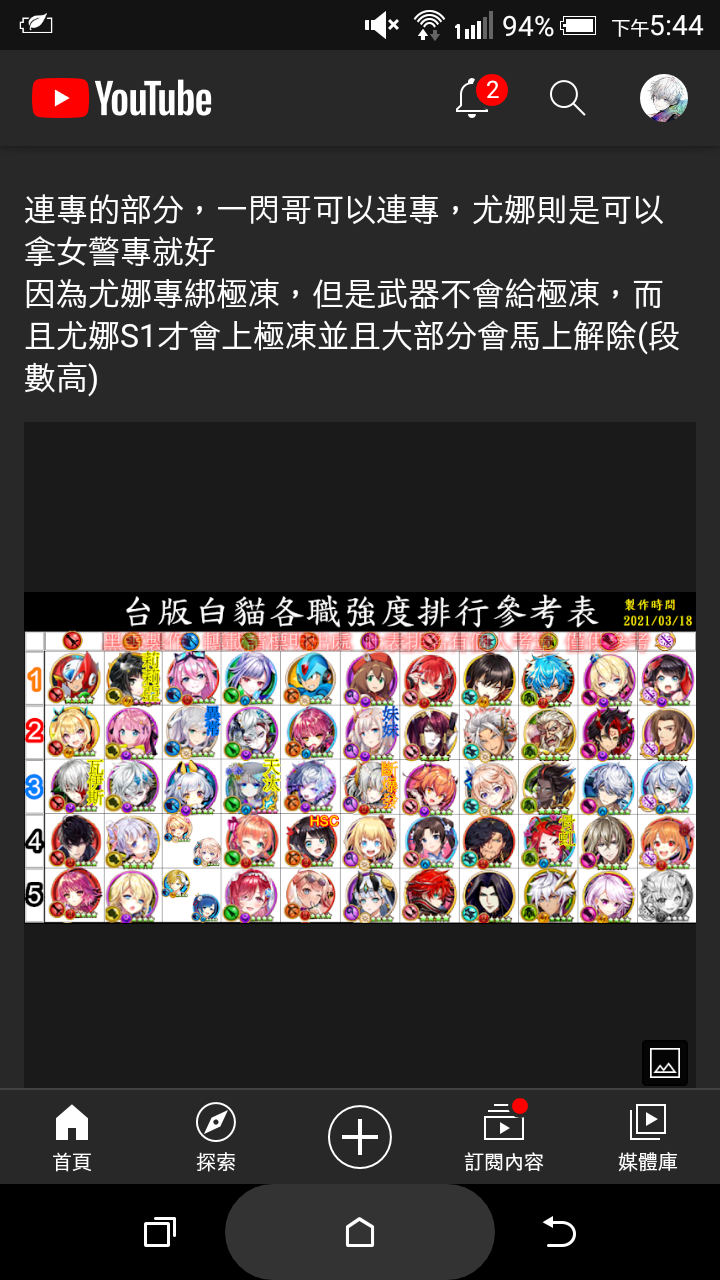 94%
下午5:44
YouTube
2
連專的部分，一閃哥可以連專，尤娜則是可以
拿女警專就好
因為尤娜專綁極凍，但是武器不會給極凍，而
且尤娜S1才會上極凍並且大部分會馬上解除(段
數高)
台版白貓各職強度排行參考表
製作時間
2021/03/18
1
2
妹妹
3
4
HSC
5
首頁
探索
訂閱內容
媒體庫